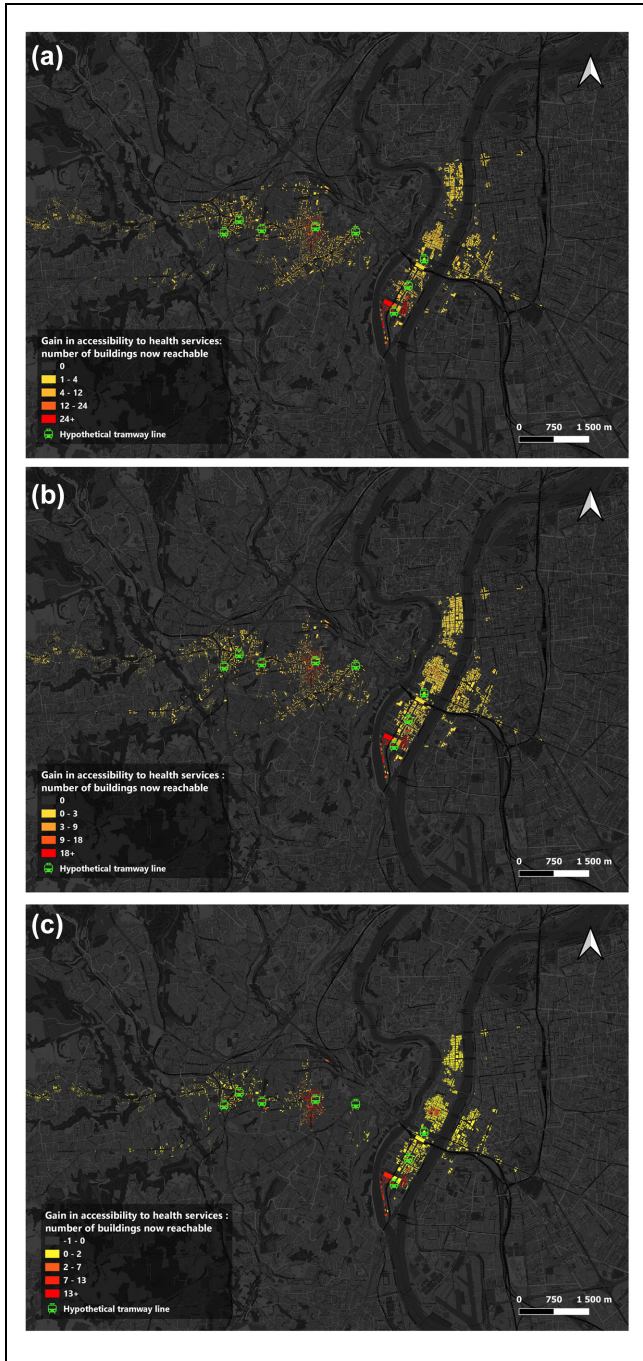 (a)
Gain in accessibility to health services:
number of buildings now reachable
0
1 - 4
4 - 12
12 - 24
24+
Hypothetical tramway line
0 750 1 500 m
(b)
Gain in accessibility to health services :
number of buildings now reachable
0
0 - 3
3 - 9
9 - 18
18+
Hypothetical tramway line
0 750 1 500 m
(c)
Gain in accessibility to health services :
number of buildings now reachable
-1 - 0
0 - 2
2 - 7
7 - 13
13+
Hypothetical tramway line
0 750 1 500 m